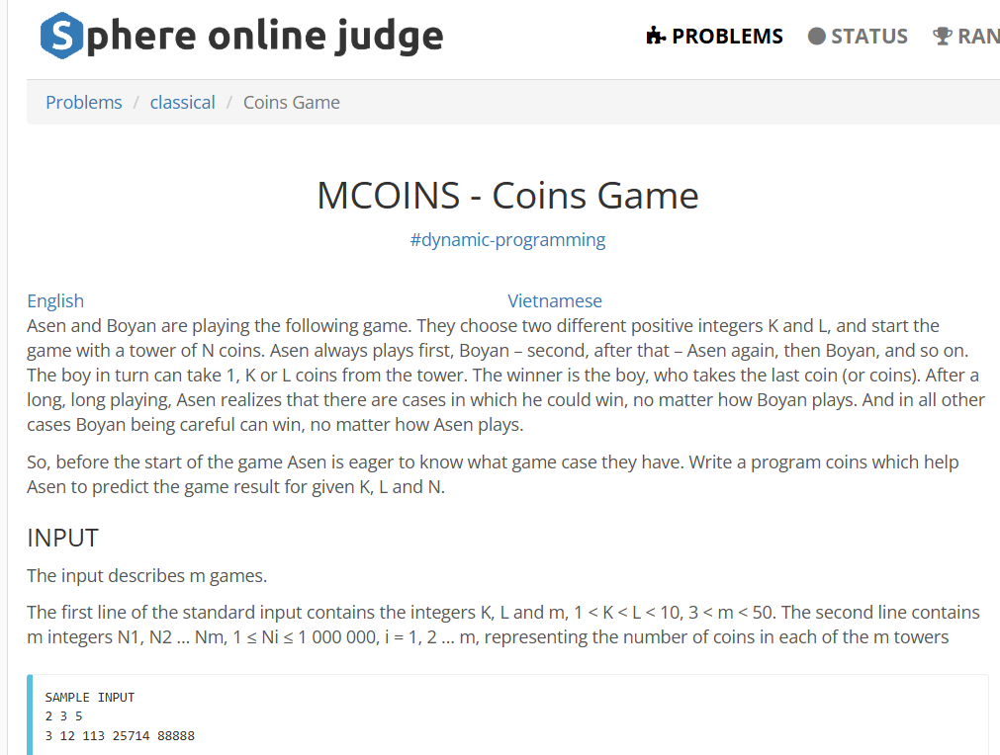 Sphere online judge
PROBLEMS STATUS RAN
Problems / classical / Coins Game
MCOINS - Coins Game
#dynamic-programming
English Vietnamese
Asen and Boyan are playing the following game. They choose two different positive integers K and L, and start the
game with a tower of N coins. Asen always plays first, Boyan – second, after that – Asen again, then Boyan, and so on.
The boy in turn can take 1, K or L coins from the tower. The winner is the boy, who takes the last coin (or coins). After a
long, long playing, Asen realizes that there are cases in which he could win, no matter how Boyan plays. And in all other
cases Boyan being careful can win, no matter how Asen plays.
So, before the start of the game Asen is eager to know what game case they have. Write a program coins which help
Asen to predict the game result for given K, L and N.
INPUT
The input describes m games.
The first line of the standard input contains the integers K, L and m, 1 < K < L < 10, 3 < m < 50. The second line contains
m integers N1, N2 ... Nm, 1 ≤ Ni ≤ 1 000 000, i = 1, 2 ... m, representing the number of coins in each of the m towers
SAMPLE INPUT
2 3 5
3 12 113 25714 88888